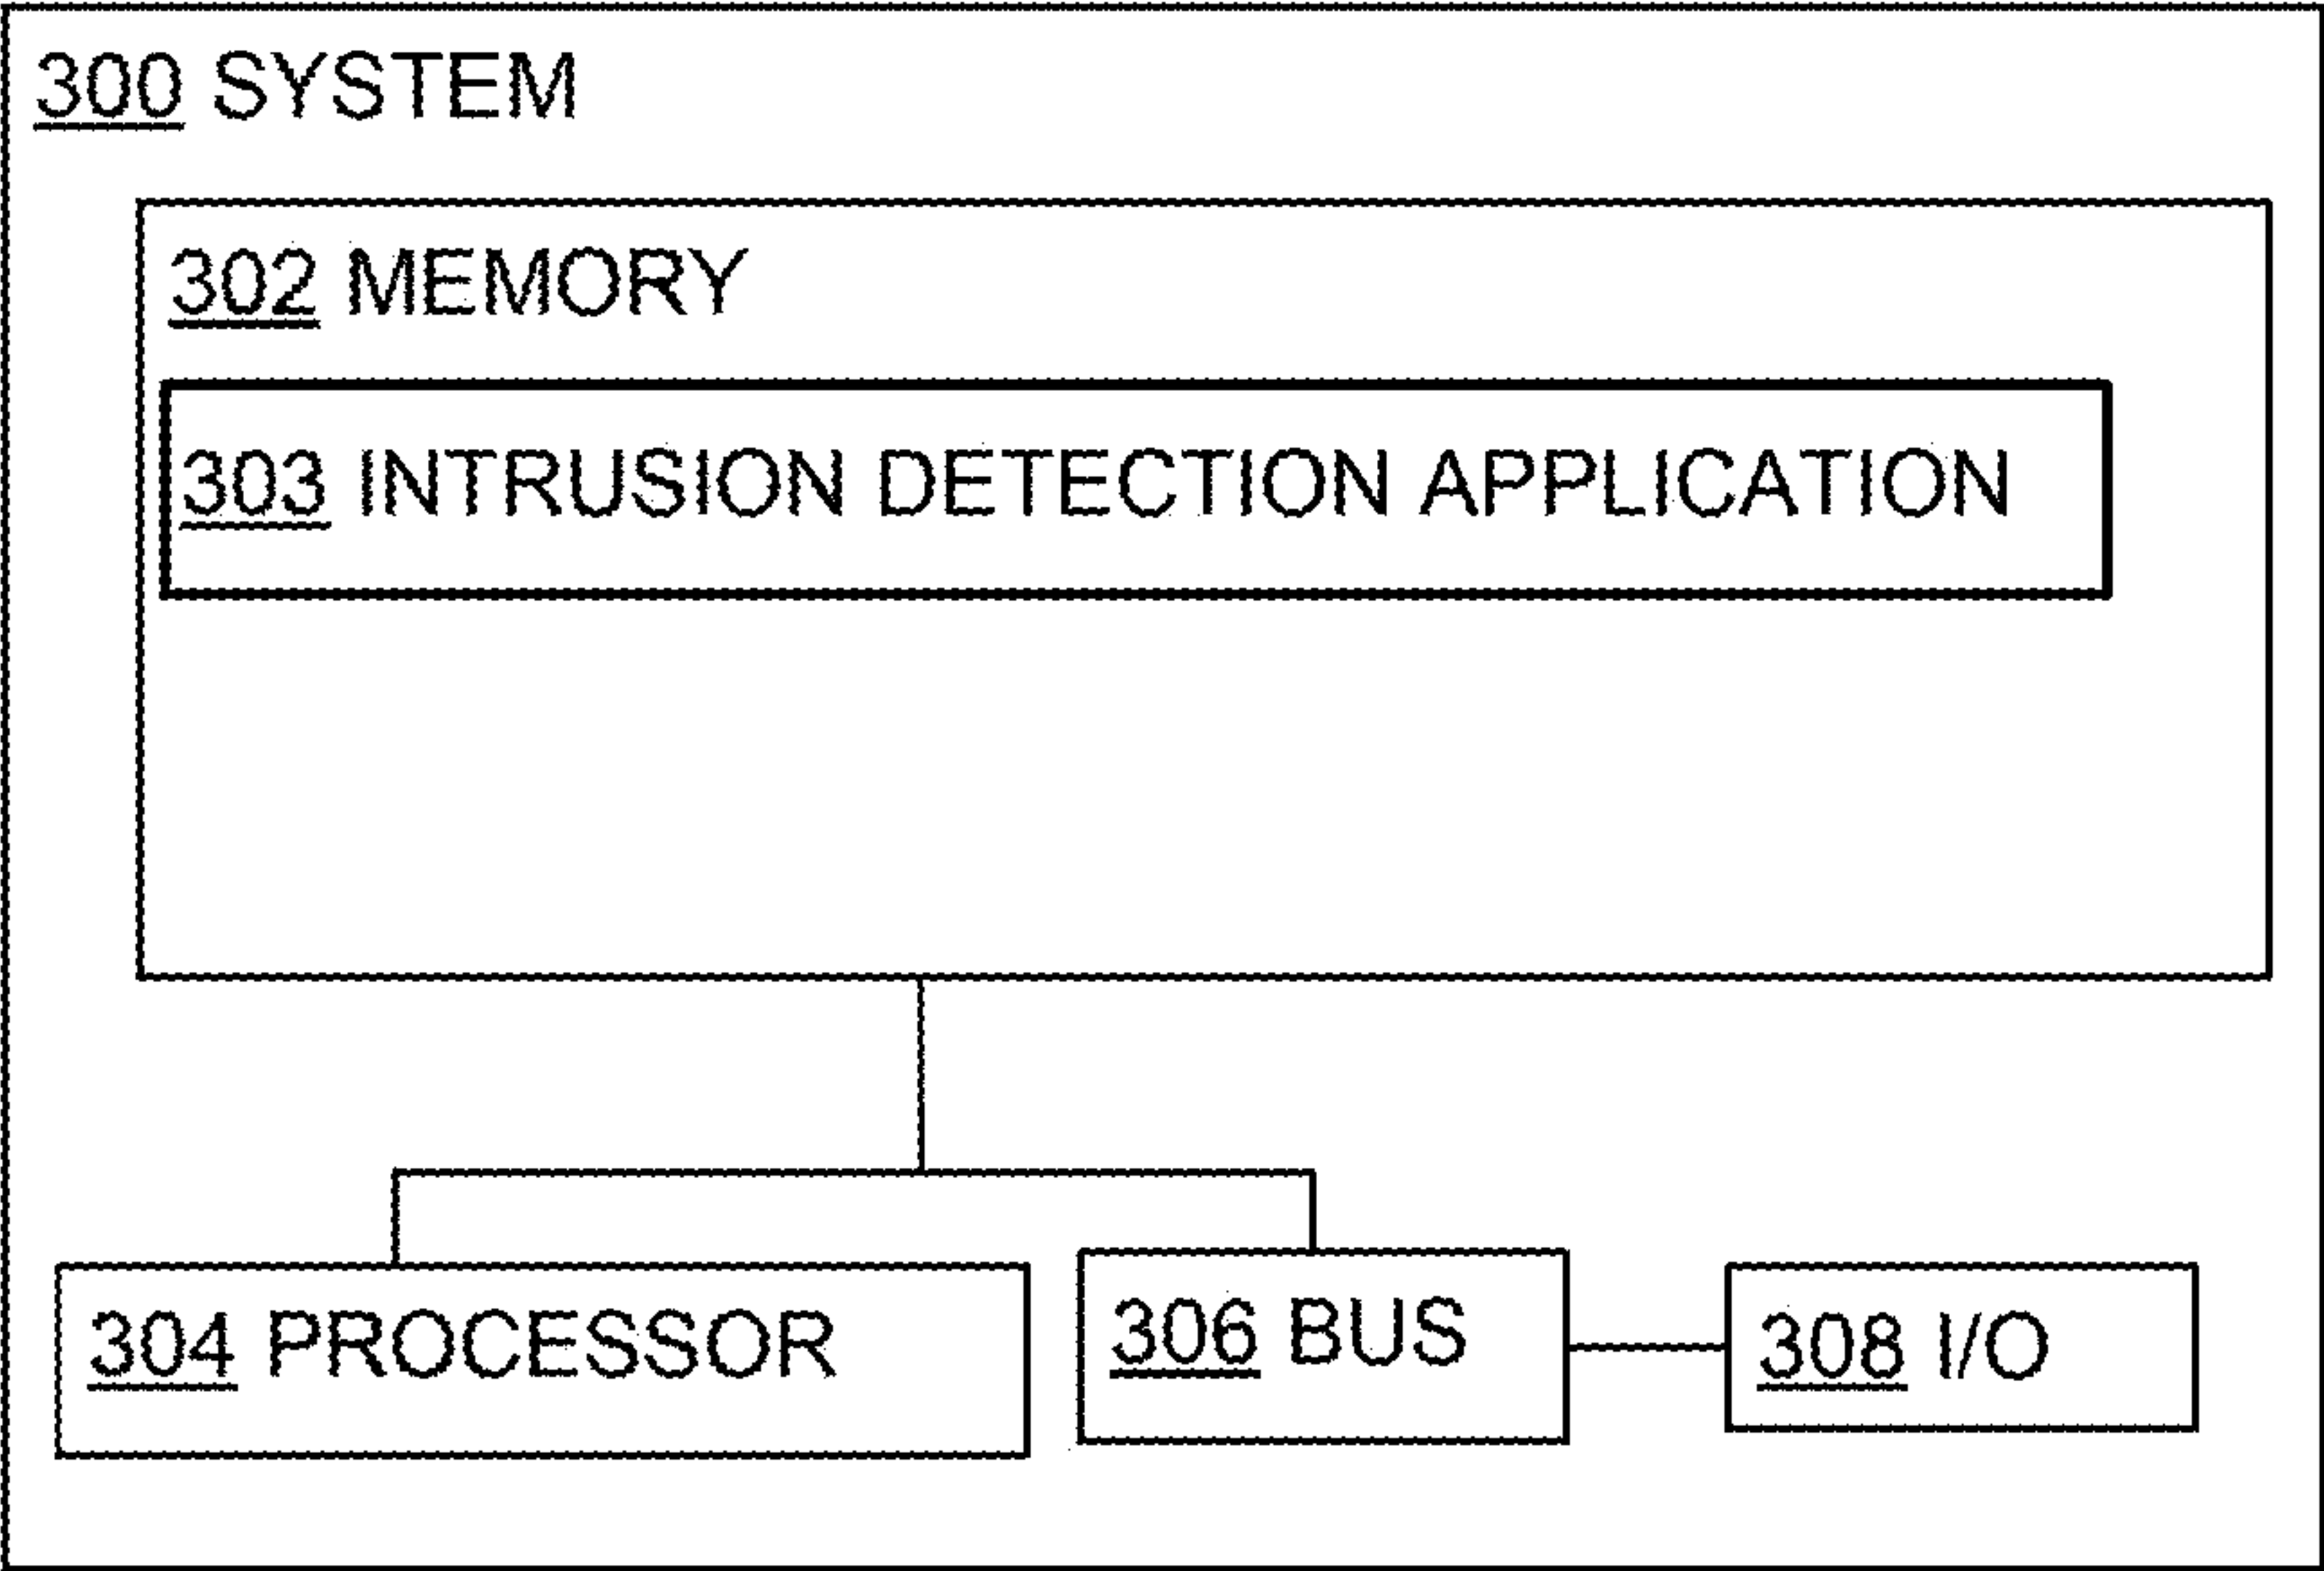 300 SYSTEM
302 MEMORY
303 INTRUSION DETECTION APPLICATION
304 PROCESSOR
306 BUS
308 I/O